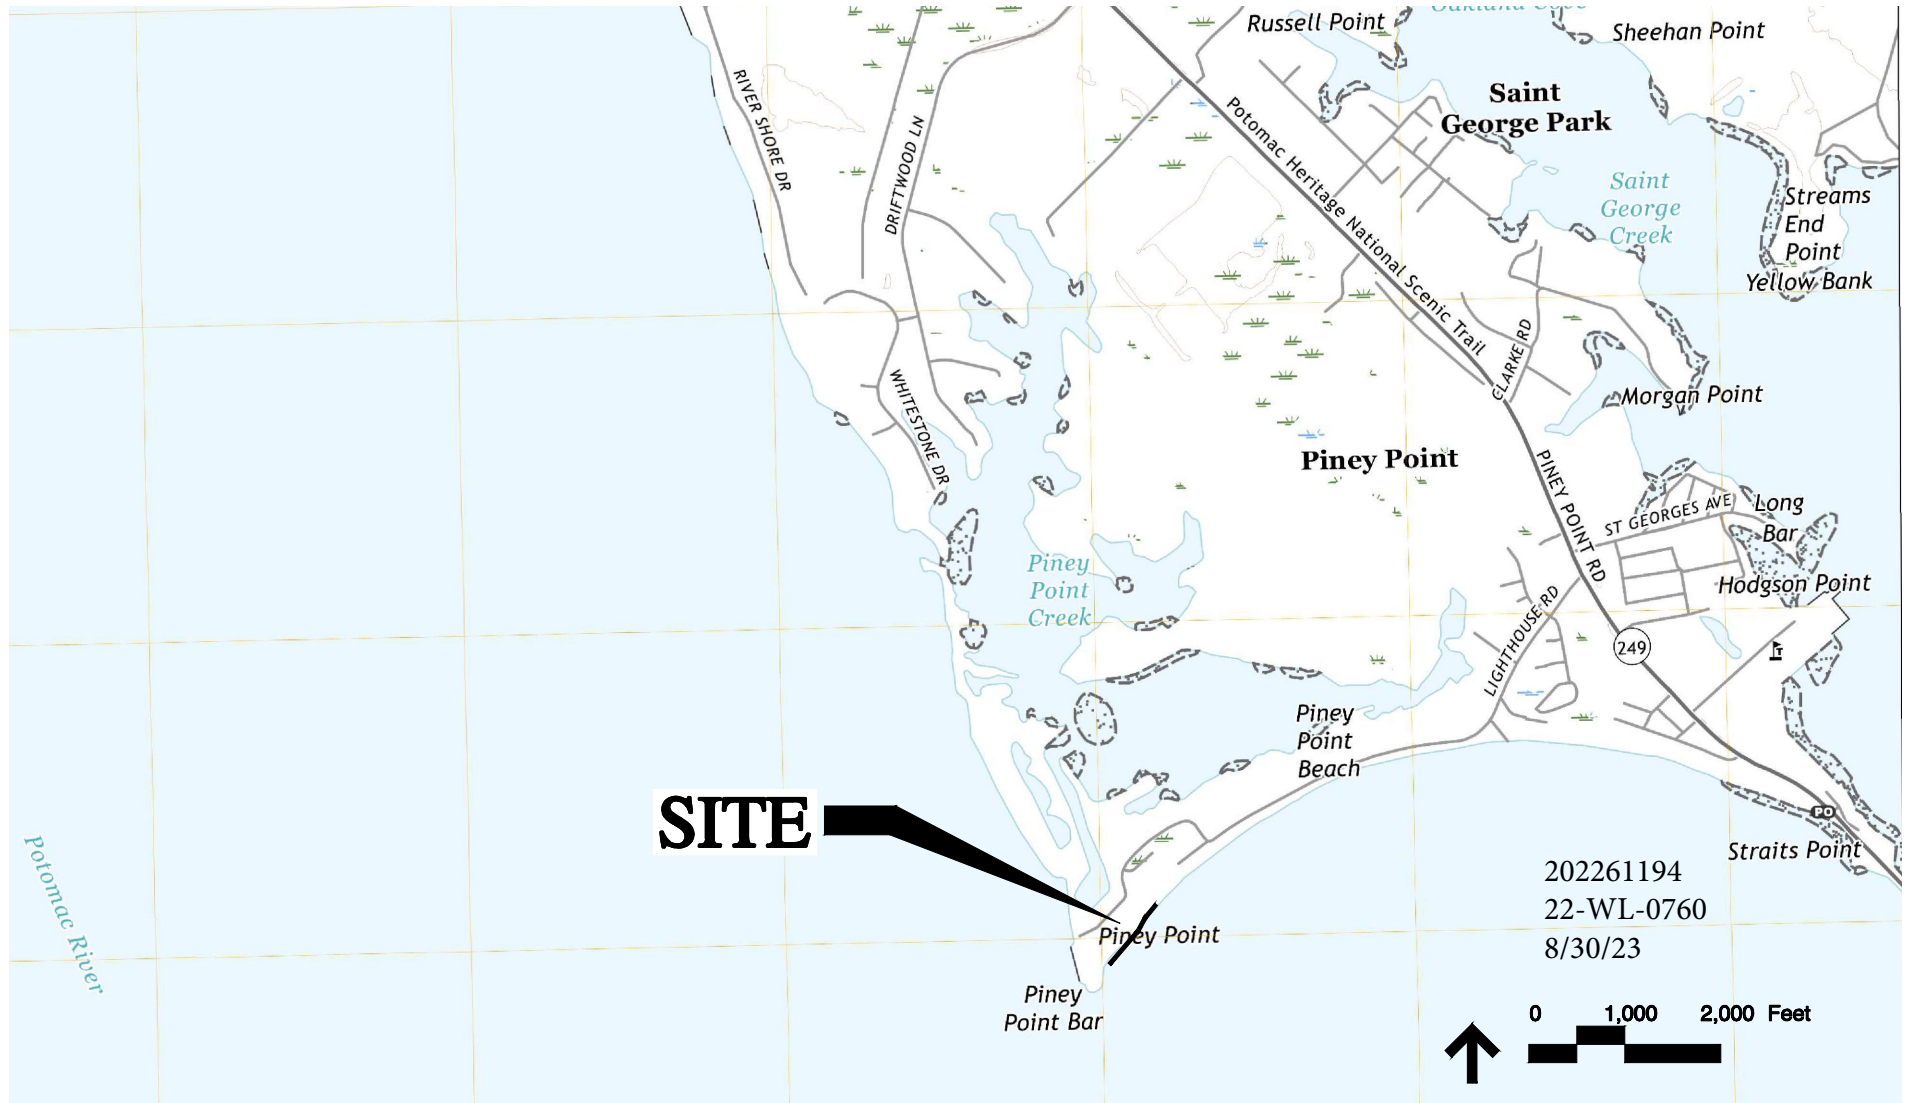 Oakland Cove
Russell Point
Sheehan Point
Saint
George Park
RIVER SHORE DR
DRIFTWOOD LN
Potomac Heritage National Scenic Trail
Saint
George
Creek
Streams
End
Point
Yellow Bank
CLARKE RD
WHITESTONE DR
Morgan Point
Piney Point
PINEY POINT RD
ST GEORGES AVE
Long
Bar
Hodgson Point
Piney
Point
Creek
LIGHTHOUSE RD
249
T
Piney
Point
Beach
SITE
PO
Straits Point
Potomac River
202261194
22-WL-0760
8/30/23
Piney Point
Piney
Point Bar
0 1,000 2,000 Feet